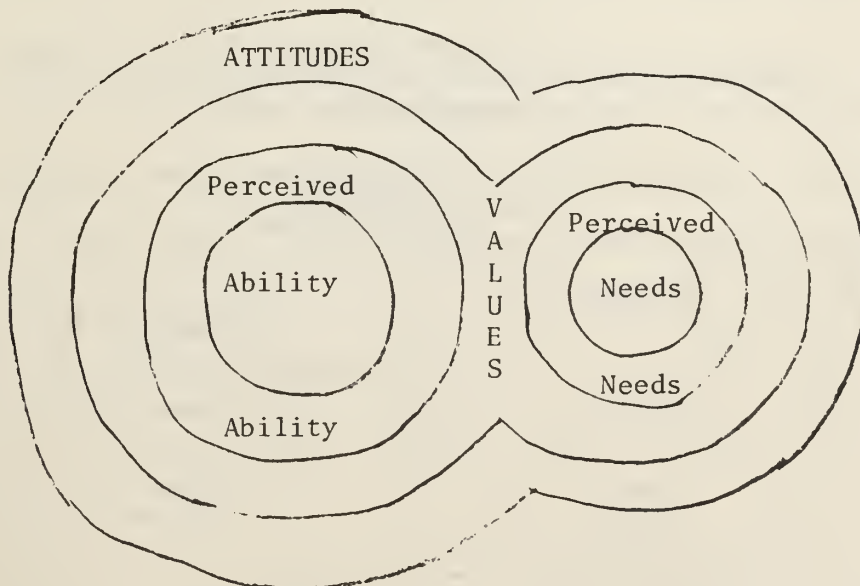 ATTITUDES
Perceived
Ability
Ability
V
A
L
U
E
S
Perceived
Needs
Needs